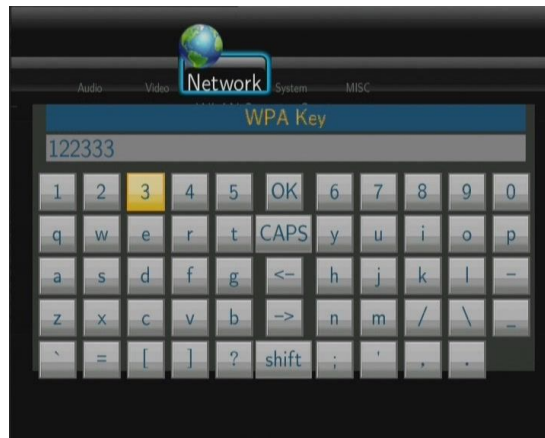 Network
Audio Video System MISC
WPA Key
122333
1 2 3 4 5 OK 6 7 8 9 0
q w e r t CAPS y u i o p
a s d f g <- h j k l -
z x c v b -> n m / \ _
` = [ ] ? shift ; ' , .